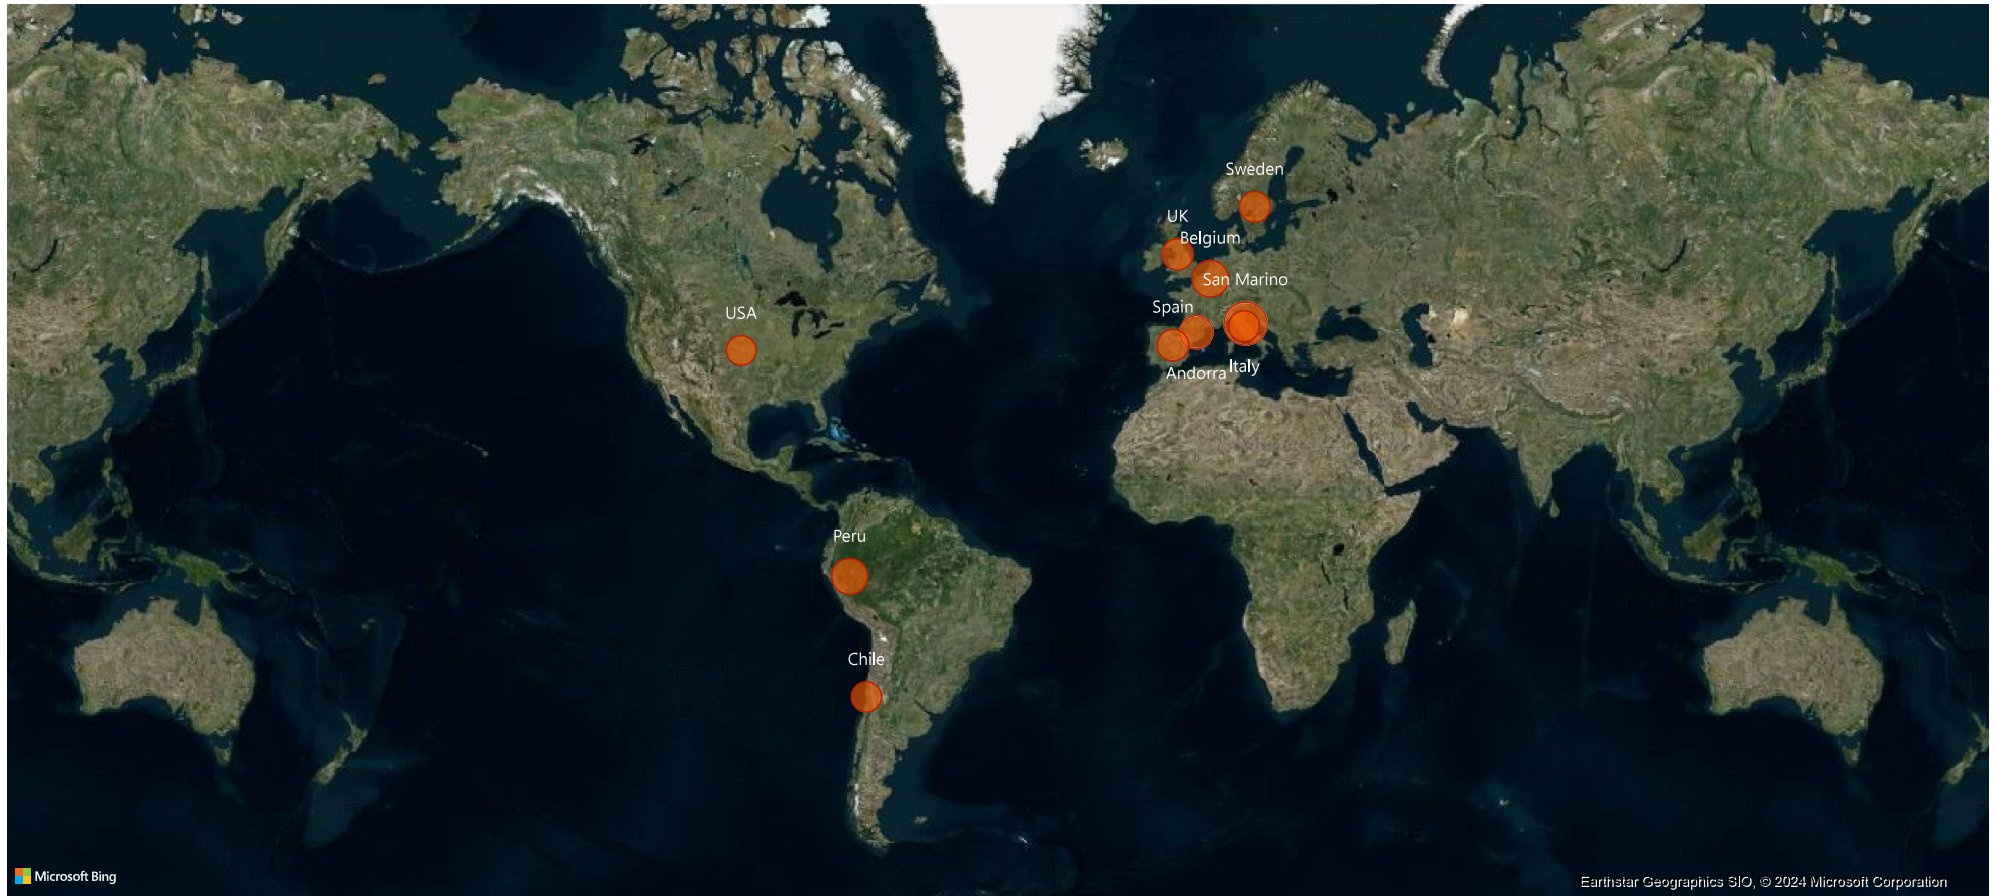 Sweden
UK
Belgium
San Marino
Spain
USA
Italy
Andorra
Peru
Chile
Microsoft Bing
Earthstar Geographics SIO, © 2024 Microsoft Corporation